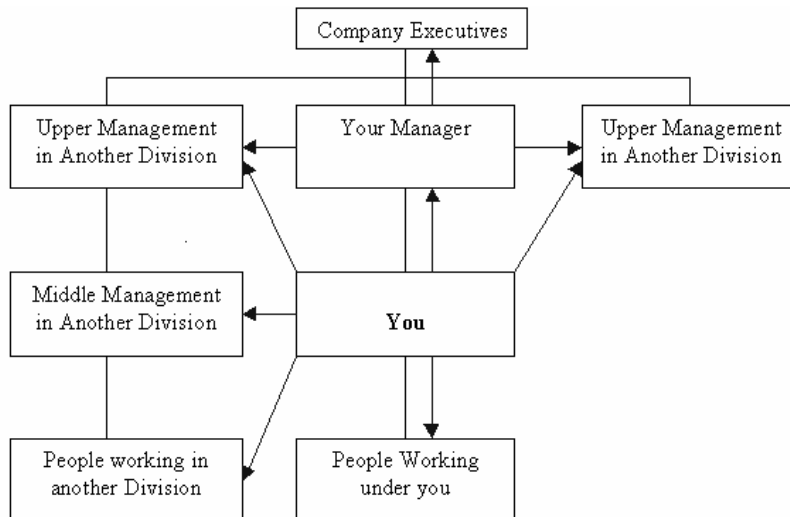 Company Executives
Upper Management
in Another Division
Your Manager
Upper Management
in Another Division
Middle Management
in Another Division
You
People working in
another Division
People Working
under you